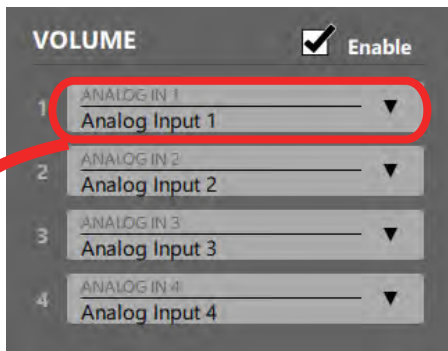 VOLUME Enable
1 ANALOG IN 1
Analog Input 1
2 ANALOG IN 2
Analog Input 2
3 ANALOG IN 3
Analog Input 3
4 ANALOG IN 4
Analog Input 4